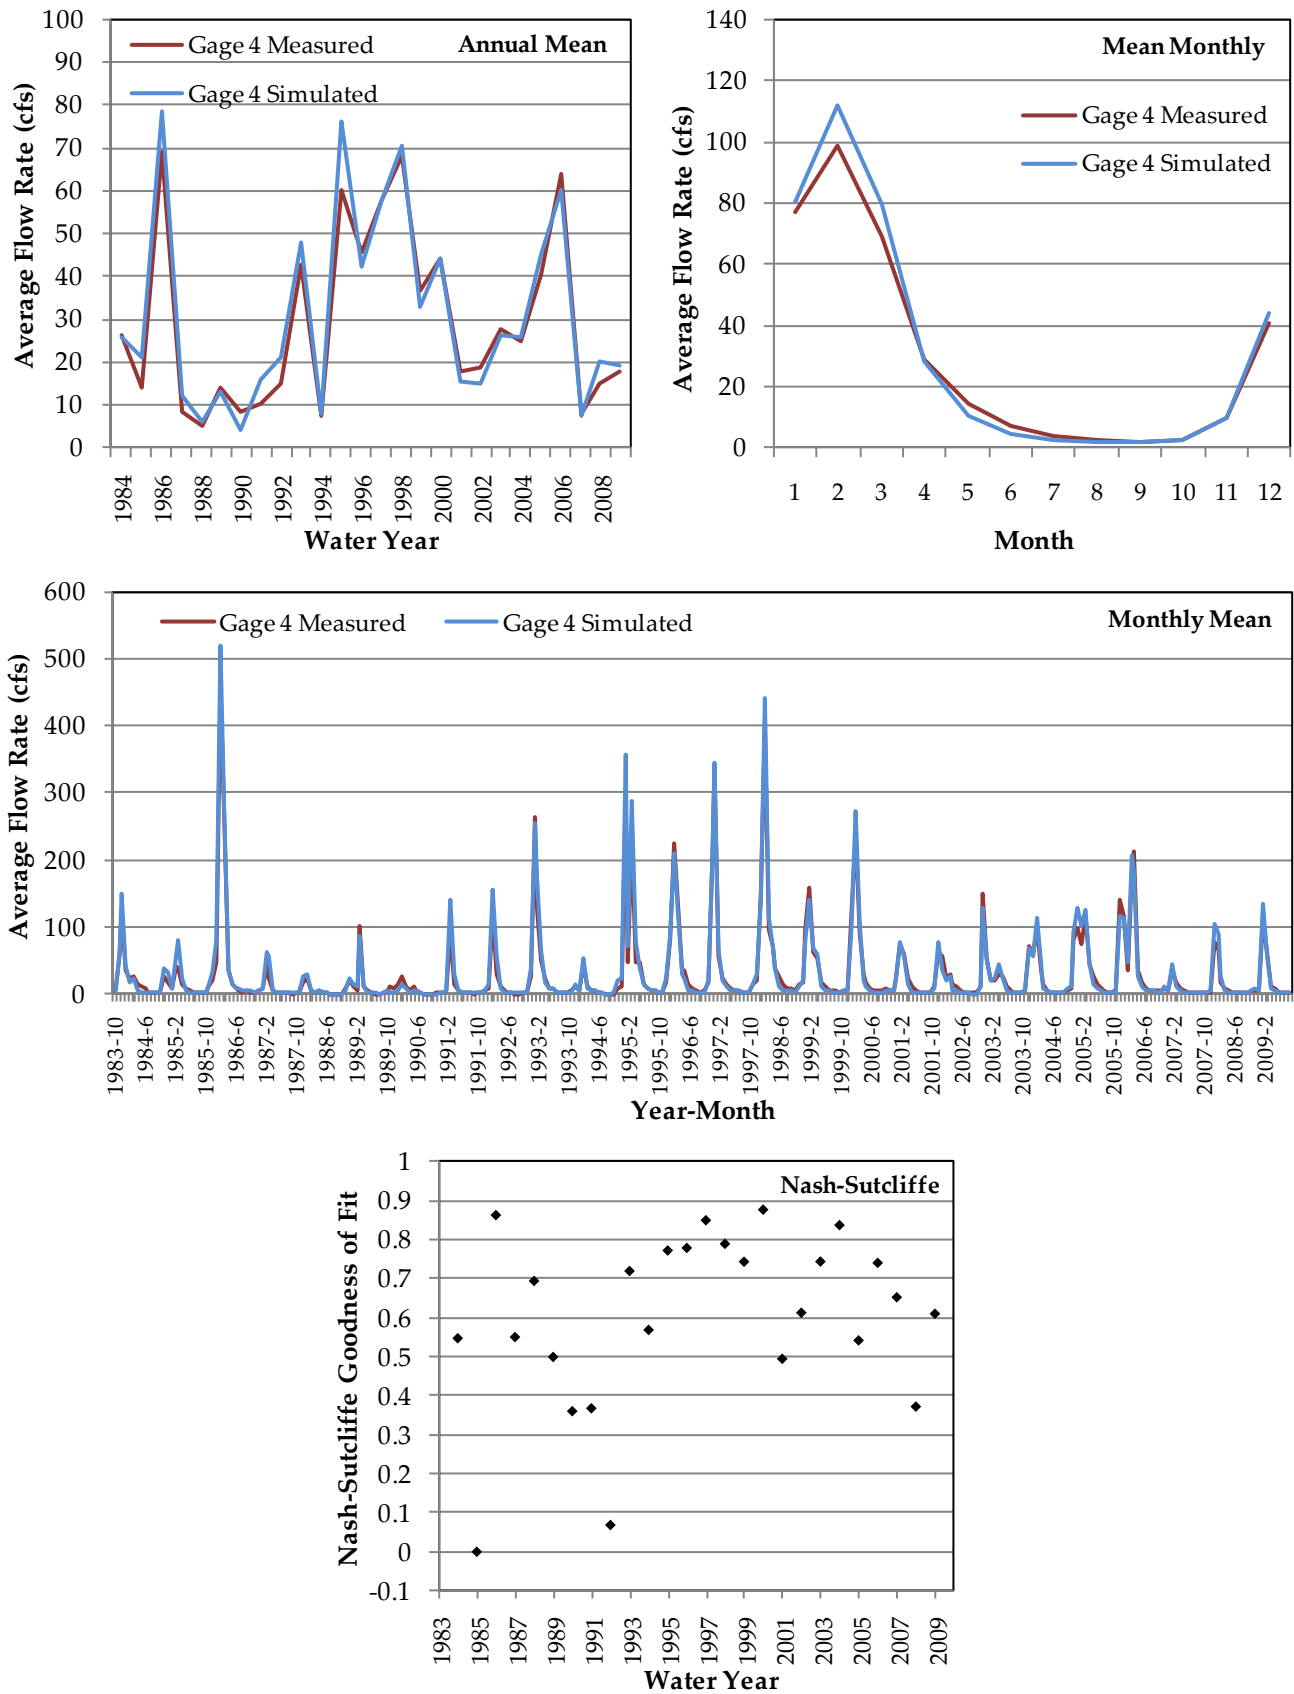 Annual Mean
Gage 4 Measured
Gage 4 Simulated
Average Flow Rate (cfs)
100
90
80
70
60
50
40
30
20
10
0
1984 1986 1988 1990 1992 1994 1996 1998 2000 2002 2004 2006 2008
Water Year
Mean Monthly
Gage 4 Measured
Gage 4 Simulated
Average Flow Rate (cfs)
140
120
100
80
60
40
20
0
1 2 3 4 5 6 7 8 9 10 11 12
Month
Gage 4 Measured Gage 4 Simulated
Monthly Mean
Average Flow Rate (cfs)
600
500
400
300
200
100
0
1983-10 1984-6 1985-2 1985-10 1986-6 1987-2 1987-10 1988-6 1989-2 1989-10 1990-6 1991-2 1991-10 1992-6 1993-2 1993-10 1994-6 1995-2 1995-10 1996-6 1997-2 1997-10 1998-6 1999-2 1999-10 2000-6 2001-2 2001-10 2002-6 2003-2 2003-10 2004-6 2005-2 2005-10 2006-6 2007-2 2007-10 2008-6 2009-2
Year-Month
Nash-Sutcliffe
Nash-Sutcliffe Goodness of Fit
1
0.9
0.8
0.7
0.6
0.5
0.4
0.3
0.2
0.1
0
-0.1
1983 1985 1987 1989 1991 1993 1995 1997 1999 2001 2003 2005 2007 2009
Water Year